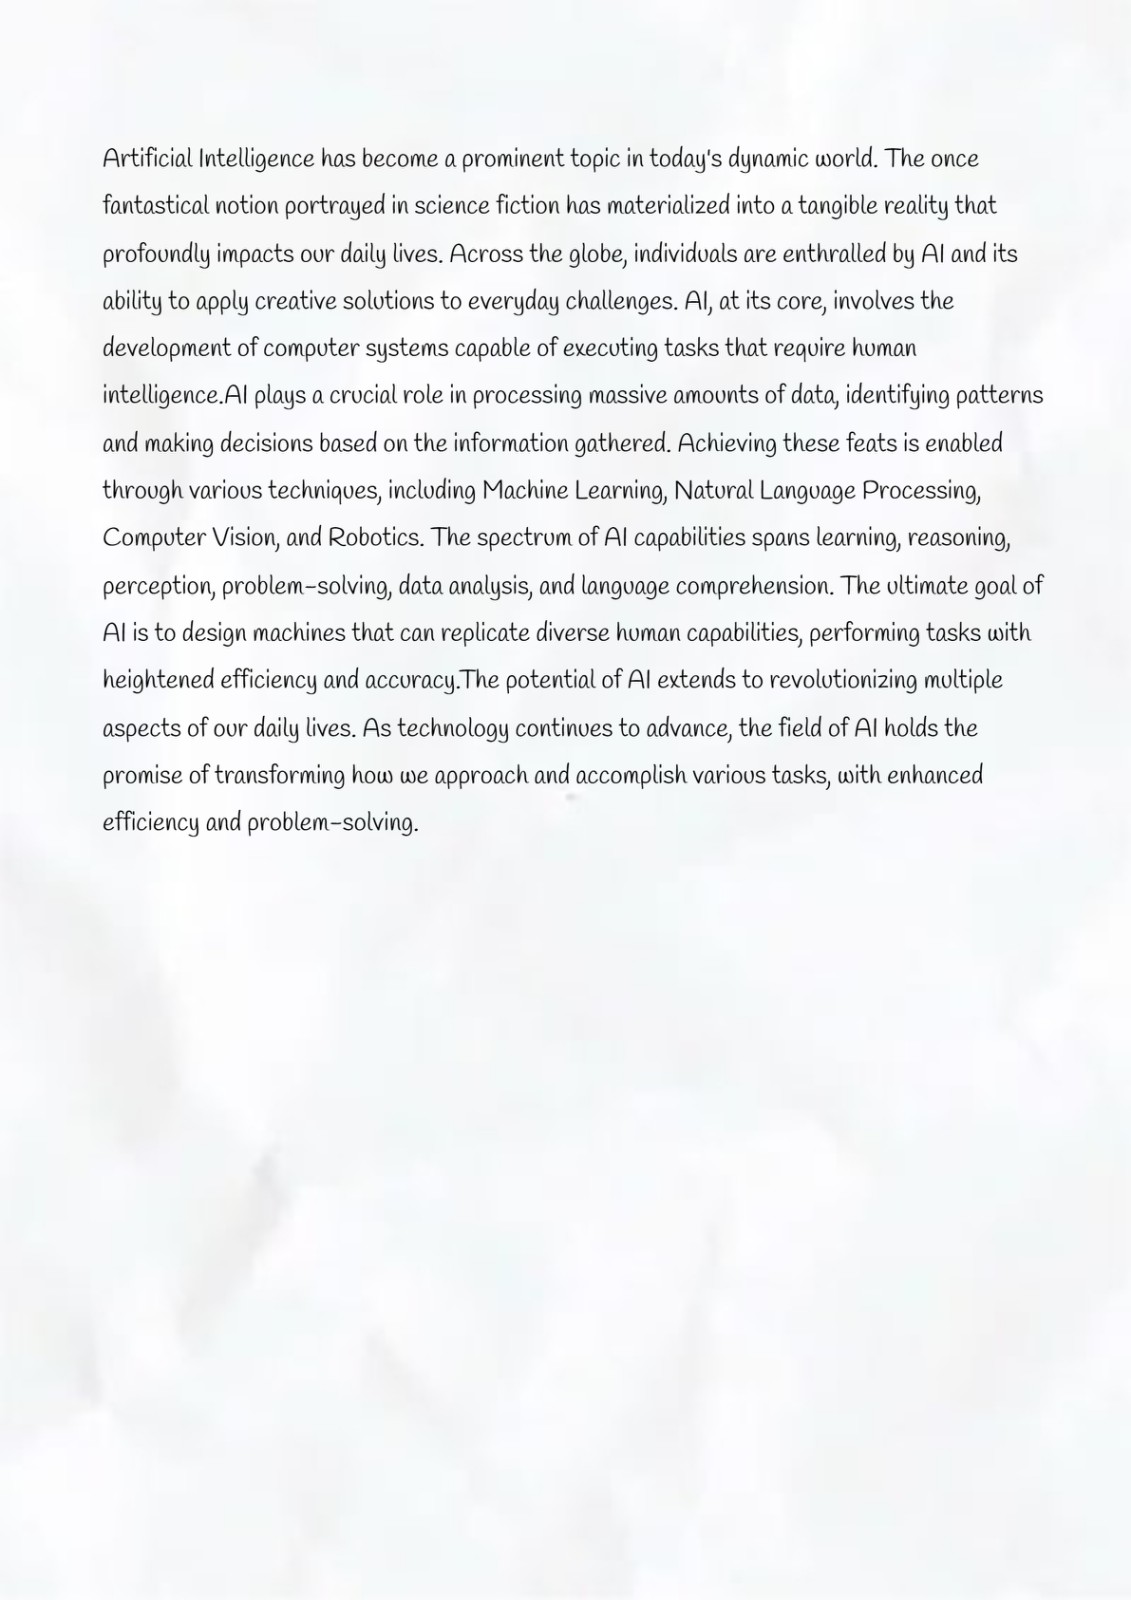 Artificial Intelligence has become a prominent topic in today's dynamic world. The once
fantastical notion portrayed in science fiction has materialized into a tangible reality that
profoundly impacts our daily lives. Across the globe, individuals are enthralled by AI and its
ability to apply creative solutions to everyday challenges. AI, at its core, involves the
development of computer systems capable of executing tasks that require human
intelligence.AI plays a crucial role in processing massive amounts of data, identifying patterns
and making decisions based on the information gathered. Achieving these feats is enabled
through various techniques, including Machine Learning, Natural Language Processing,
Computer Vision, and Robotics. The spectrum of AI capabilities spans learning, reasoning,
perception, problem-solving, data analysis, and language comprehension. The ultimate goal of
AI is to design machines that can replicate diverse human capabilities, performing tasks with
heightened efficiency and accuracy.The potential of AI extends to revolutionizing multiple
aspects of our daily lives. As technology continues to advance, the field of AI holds the
promise of transforming how we approach and accomplish various tasks, with enhanced
efficiency and problem-solving.